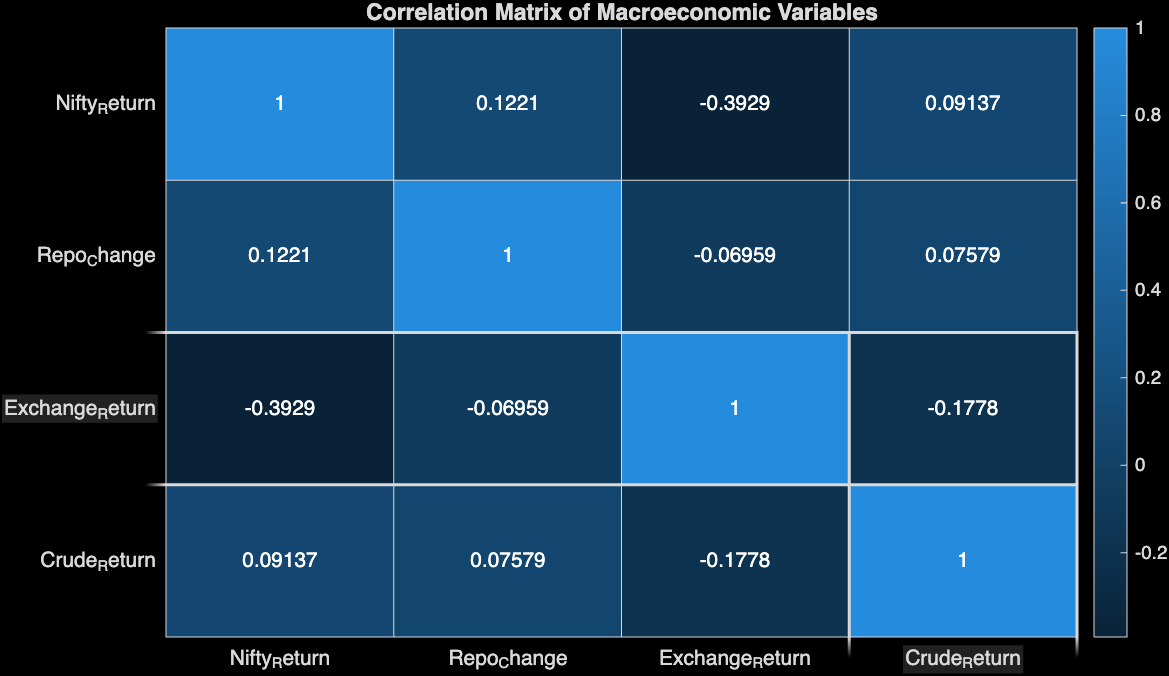 Correlation Matrix of Macroeconomic Variables
1
NiftyReturn 1 0.1221 -0.3929 0.09137
0.8
0.6
RepoChange 0.1221 1 -0.06959 0.07579
0.4
0.2
ExchangeReturn -0.3929 -0.06959 1 -0.1778
0
-0.2
CrudeReturn 0.09137 0.07579 -0.1778 1
NiftyReturn RepoChange ExchangeReturn CrudeReturn